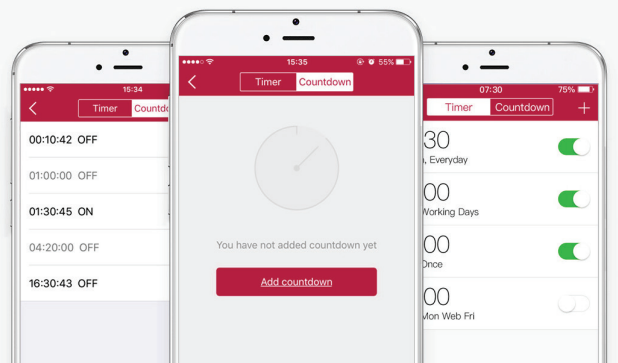 15:34
Timer Countdo
00:10:42 OFF
01:00:00 OFF
01:30:45 ON
04:20:00 OFF
16:30:43 OFF
15:35 55%
Timer Countdown
You have not added countdown yet
Add countdown
07:30 75%
Timer Countdown +
30
, Everyday
00
Working Days
00
Once
00
Mon Web Fri